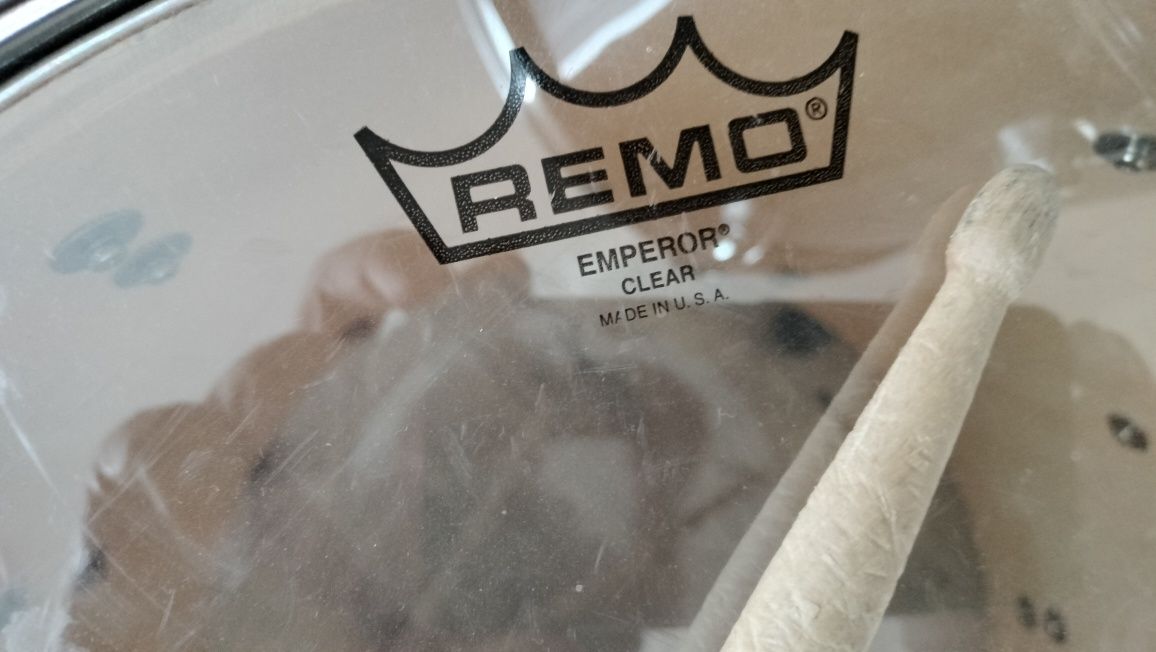 REMO®
EMPEROR®
CLEAR
MADE IN U. S. A.